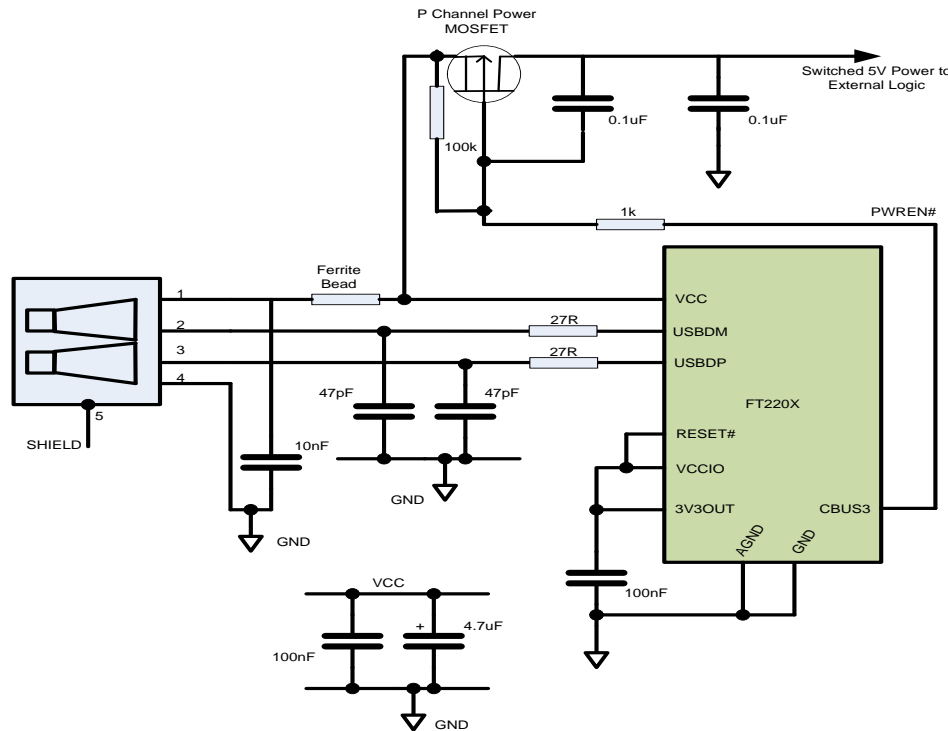 P Channel Power
MOSFET
Switched 5V Power to
External Logic
0.1uF
0.1uF
100k
1k
PWREN#
Ferrite
Bead
1
VCC
27R
2
USBDM
27R
3
USBDP
4
47pF
47pF
FT220X
5
SHIELD
RESET#
10nF
VCCIO
GND
3V3OUT
CBUS3
GND
AGND
GND
VCC
100nF
+
4.7uF
100nF
GND